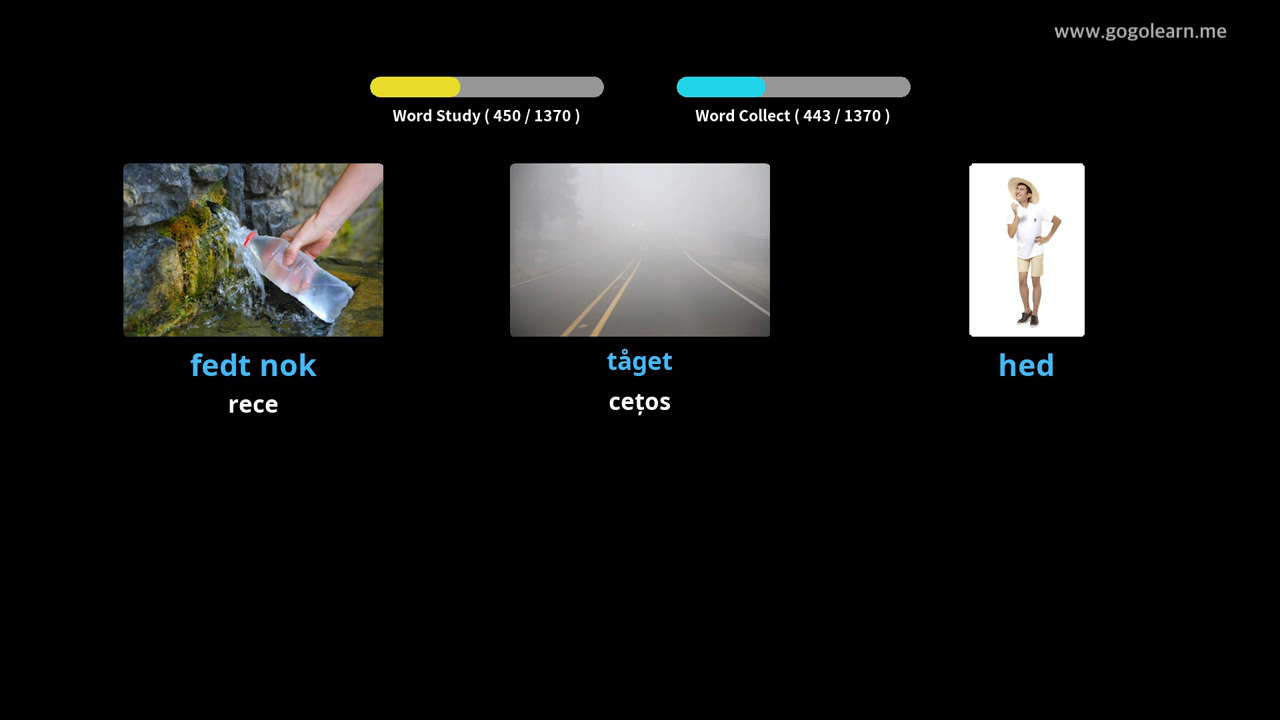 www.gogolearn.me
Word Study ( 450 / 1370 )
Word Collect ( 443 / 1370 )
fedt nok
rece
tåget
cețos
hed